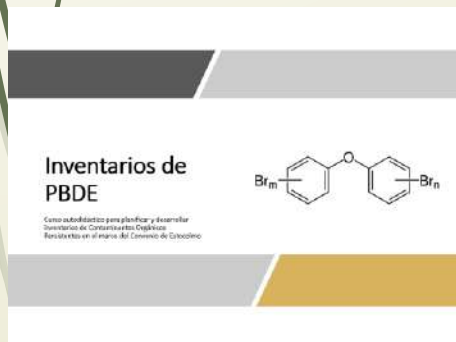 Inventarios de
PBDE
Curso autodidáctico para planificar y desarrollar
Inventarios de Contaminantes Orgánicos
Persistentes en el marco del Convenio de Estocolmo
O
Brm
Brn